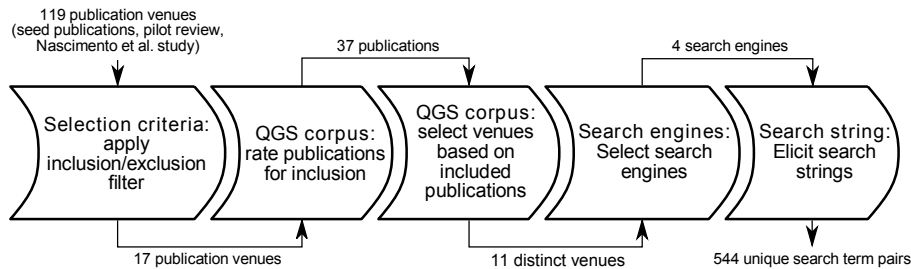 119 publication venues
(seed publications, pilot review,
Nascimento et al. study)
37 publications
4 search engines
Selection criteria:
apply
inclusion/exclusion
filter
QGS corpus:
rate publications
for inclusion
QGS corpus:
select venues
based on
included
publications
Search engines:
Select search
engines
Search string:
Elicit search
strings
17 publication venues
11 distinct venues
544 unique search term pairs